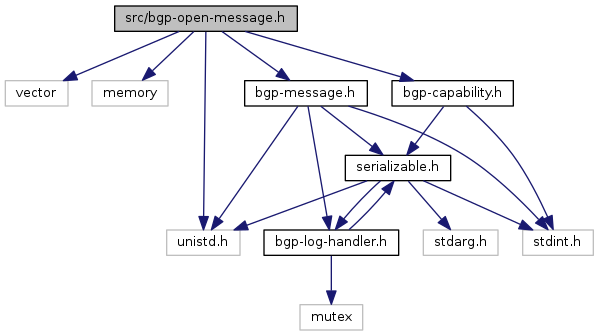 src/bgp-open-message.h
vector
memory
bgp-message.h
bgp-capability.h
serializable.h
unistd.h
bgp-log-handler.h
stdarg.h
stdint.h
mutex